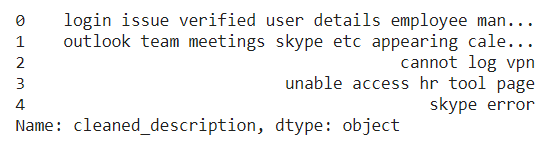 0    login issue verified user details employee man...
1    outlook team meetings skype etc appearing cale...
2                                       cannot log vpn
3                           unable access hr tool page
4                                          skype error
Name: cleaned_description, dtype: object